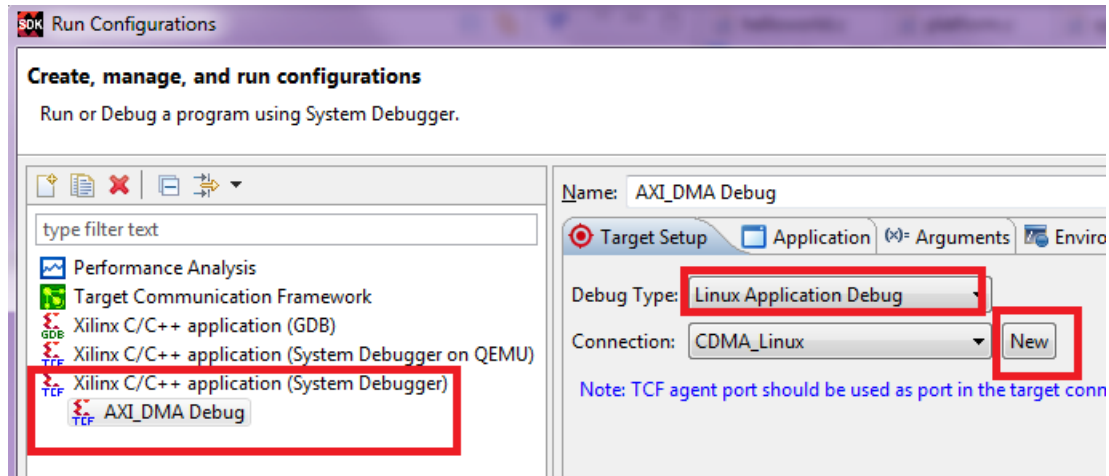 SDK Run Configurations
Create, manage, and run configurations
Run or Debug a program using System Debugger.
type filter text
Performance Analysis
Target Communication Framework
GDB Xilinx C/C++ application (GDB)
TCF Xilinx C/C++ application (System Debugger on QEMU)
TCF Xilinx C/C++ application (System Debugger)
TCF AXI_DMA Debug
Name: AXI_DMA Debug
Target Setup Application (x)= Arguments Enviro
Debug Type: Linux Application Debug
Connection: CDMA_Linux New
Note: TCF agent port should be used as port in the target conn